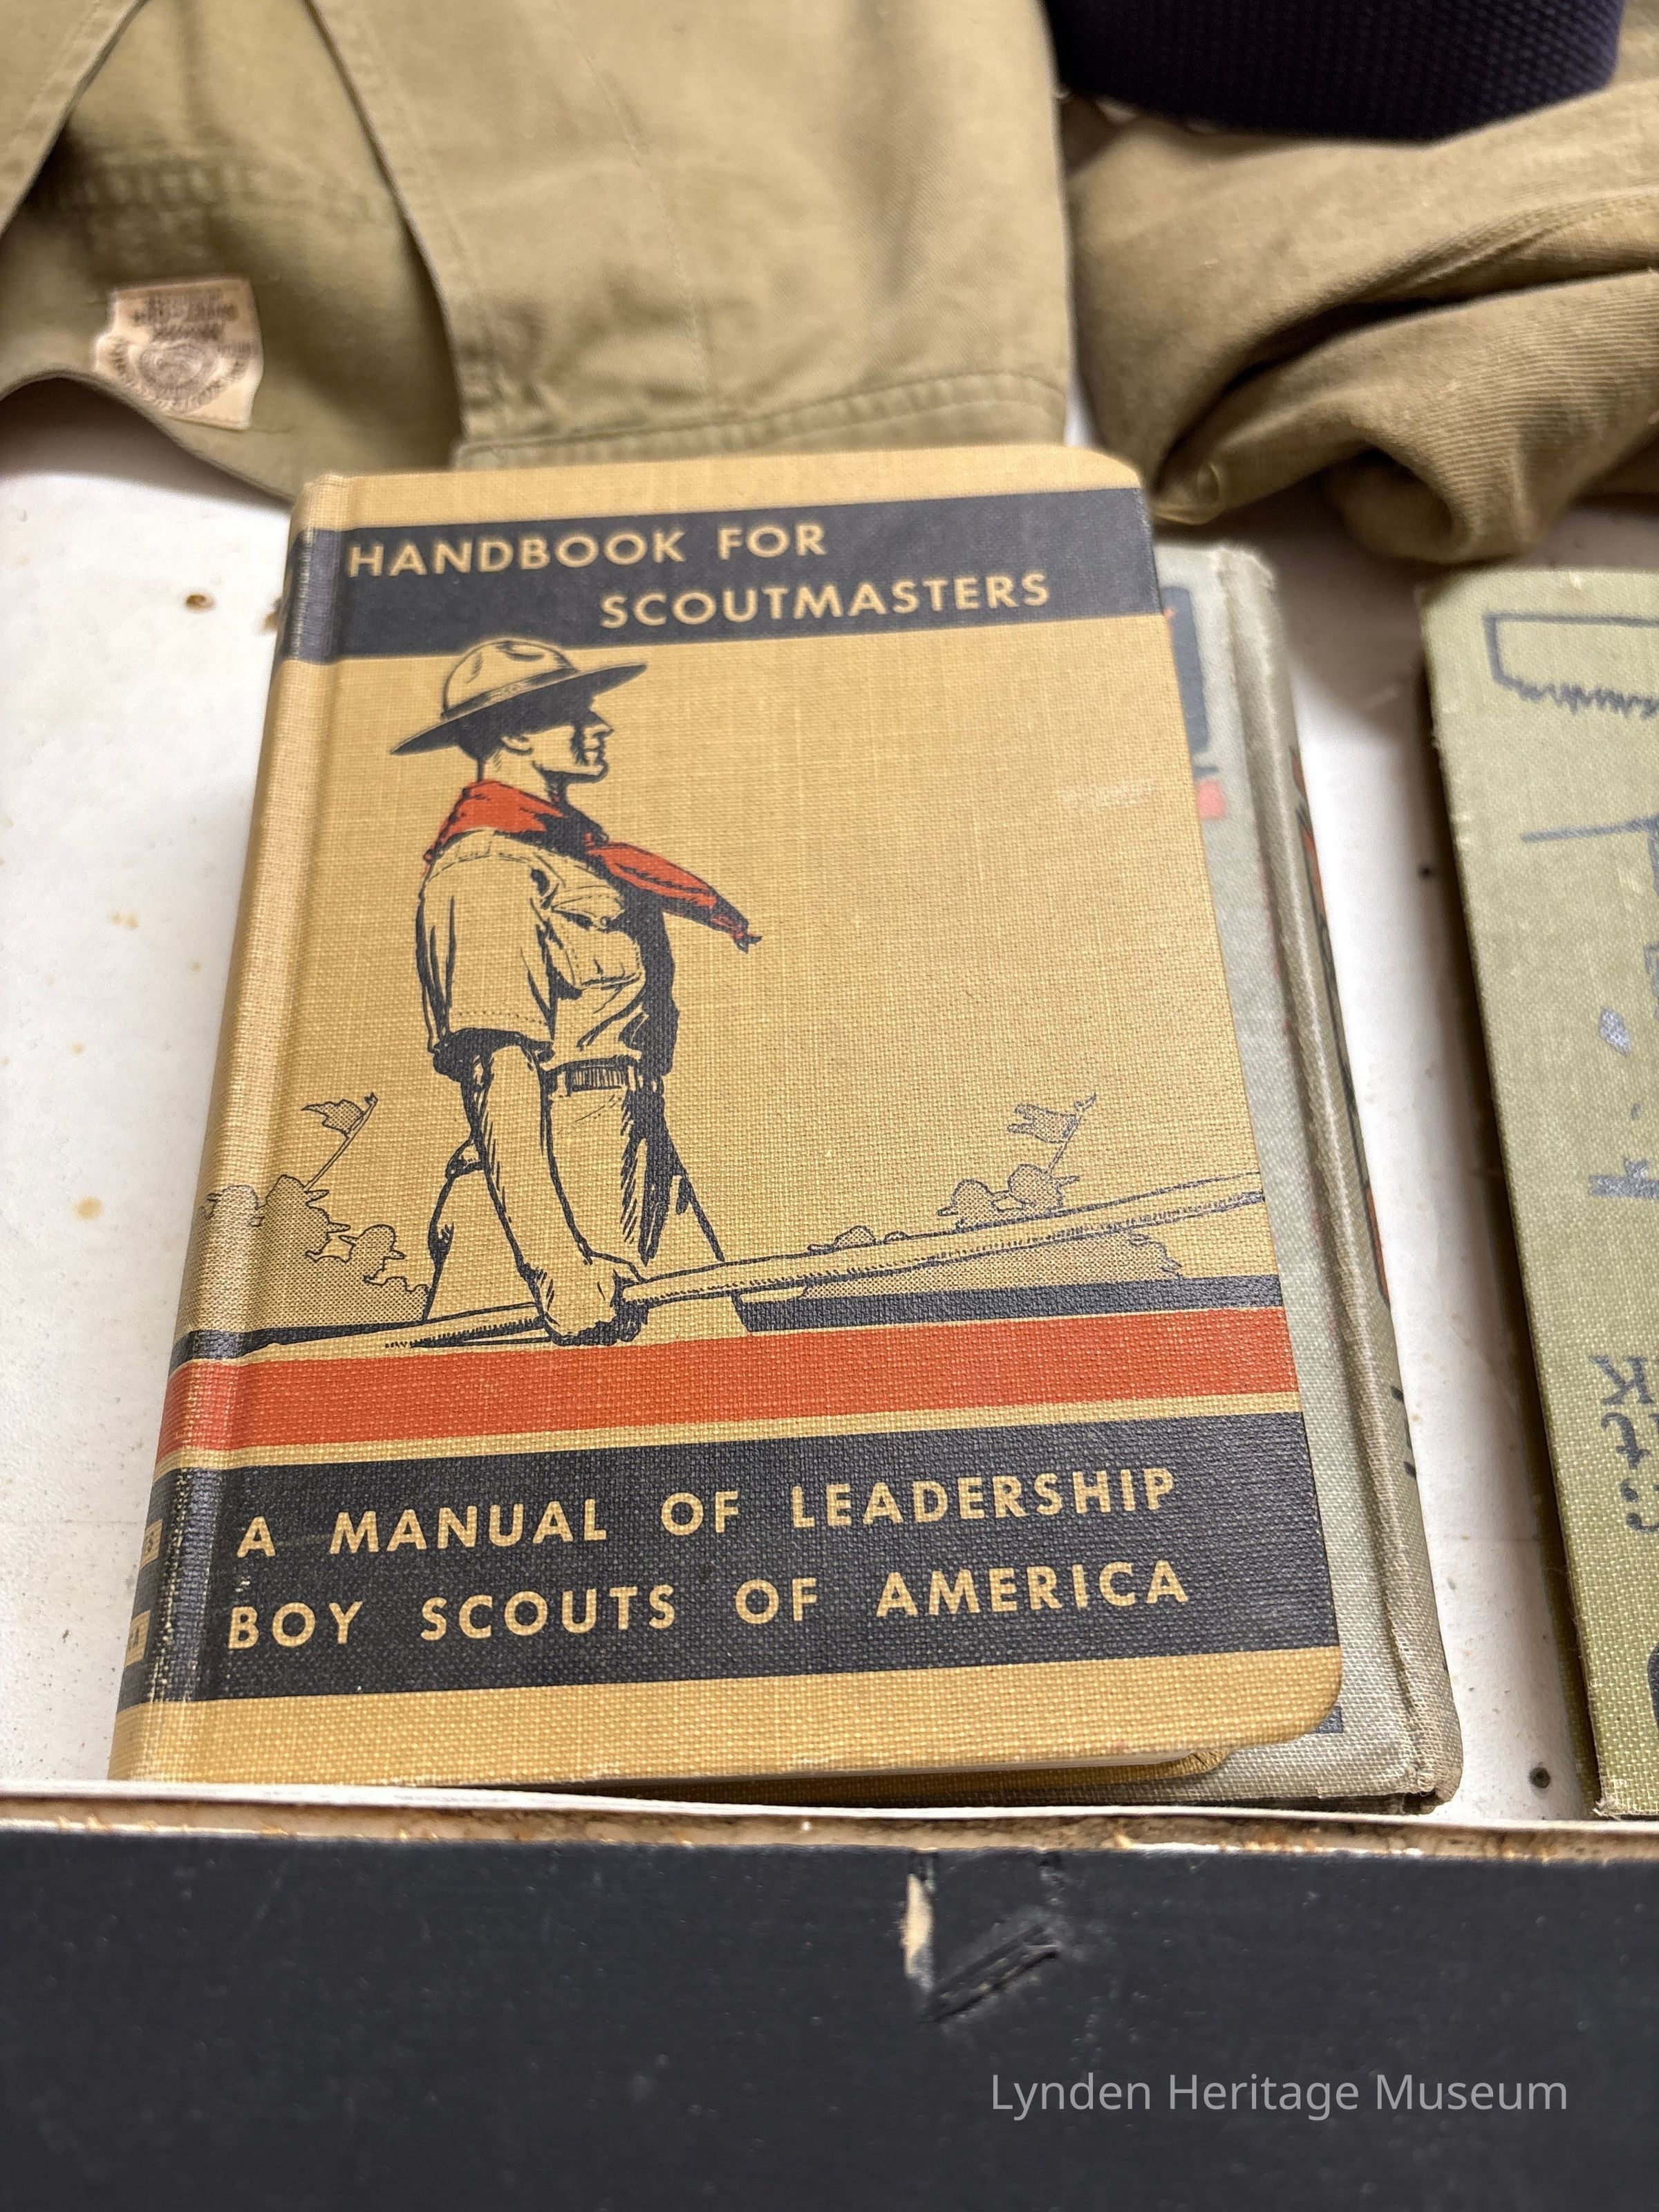 HANDBOOK FOR
SCOUTMASTERS
A MANUAL OF LEADERSHIP
BOY SCOUTS OF AMERICA
Lynden Heritage Museum